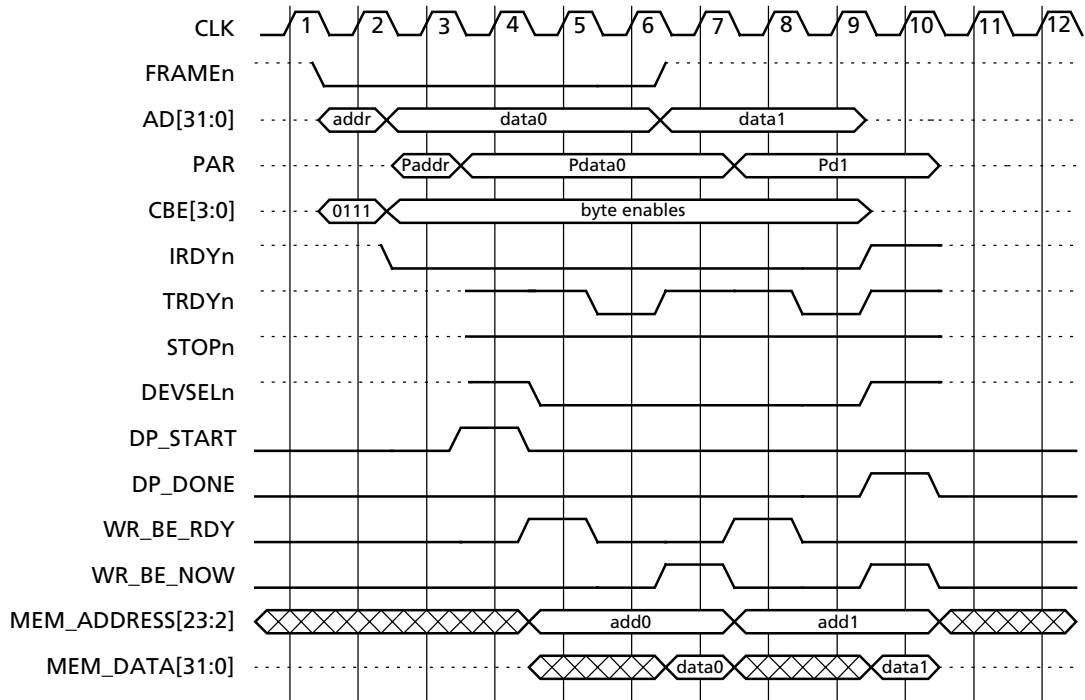 CLK 1 2 3 4 5 6 7 8 9 10 11 12
FRAMEn
AD[31:0] addr data0 data1
PAR Paddr Pdata0 Pd1
CBE[3:0] 0111 byte enables
IRDYn
TRDYn
STOPn
DEVSELn
DP_START
DP_DONE
WR_BE_RDY
WR_BE_NOW
MEM_ADDRESS[23:2] add0 add1
MEM_DATA[31:0] data0 data1